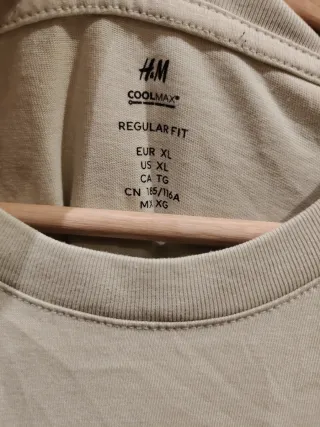 H&M
COOLMAX®
REGULAR FIT
EUR XL
US XL
CA TG
CN 185/116A
MX XG